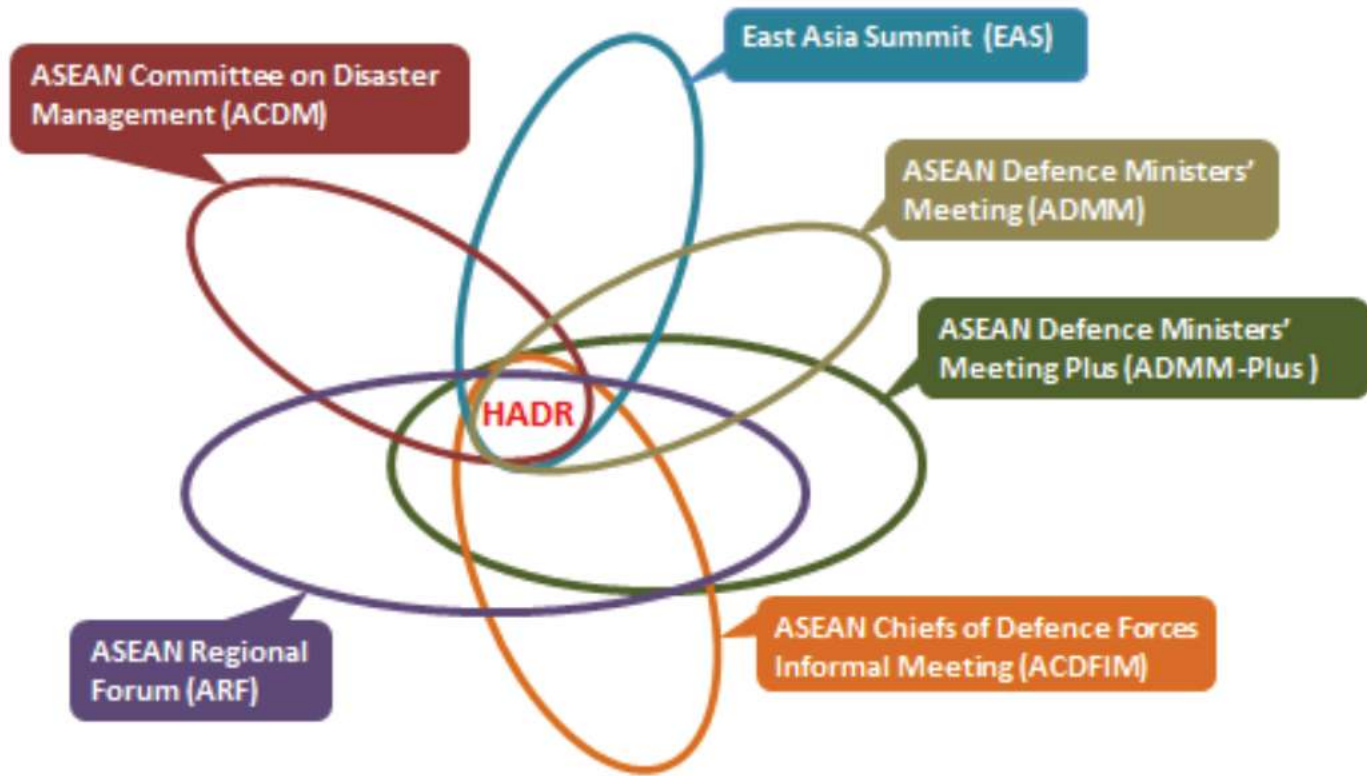 East Asia Summit (EAS)
ASEAN Committee on Disaster
Management (ACDM)
ASEAN Defence Ministers'
Meeting (ADMM)
ASEAN Defence Ministers'
Meeting Plus (ADMM-Plus )
HADR
ASEAN Chiefs of Defence Forces
Informal Meeting (ACDFIM)
ASEAN Regional
Forum (ARF)